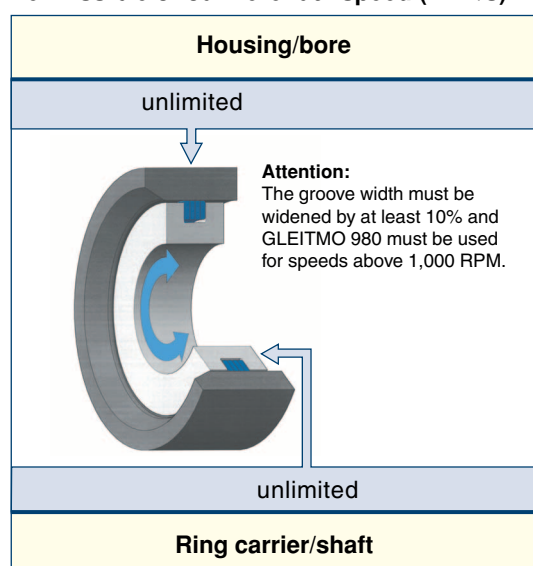 Housing/bore
unlimited
Attention:
The groove width must be
widened by at least 10% and
GLEITMO 980 must be used
for speeds above 1,000 RPM.
unlimited
Ring carrier/shaft